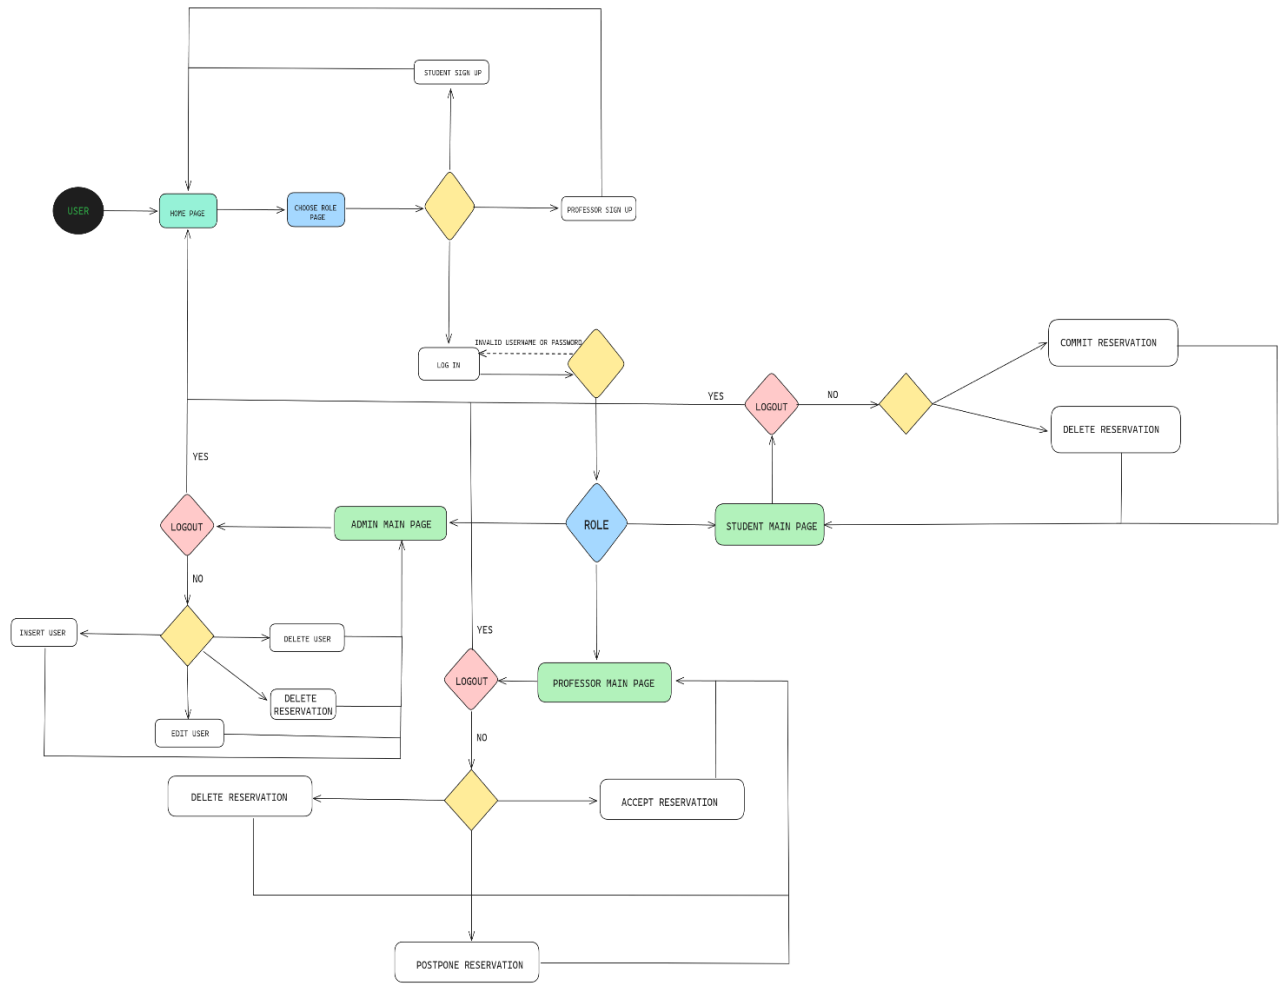 STUDENT SIGN UP
USER
HOME PAGE
CHOOSE ROLE
PAGE
PROFESSOR SIGN UP
INVALID USERNAME OR PASSWORD
LOG IN
COMMIT RESERVATION
YES
LOGOUT
NO
DELETE RESERVATION
YES
LOGOUT
ADMIN MAIN PAGE
ROLE
STUDENT MAIN PAGE
NO
INSERT USER
DELETE USER
YES
LOGOUT
PROFESSOR MAIN PAGE
DELETE
RESERVATION
EDIT USER
NO
DELETE RESERVATION
ACCEPT RESERVATION
POSTPONE RESERVATION